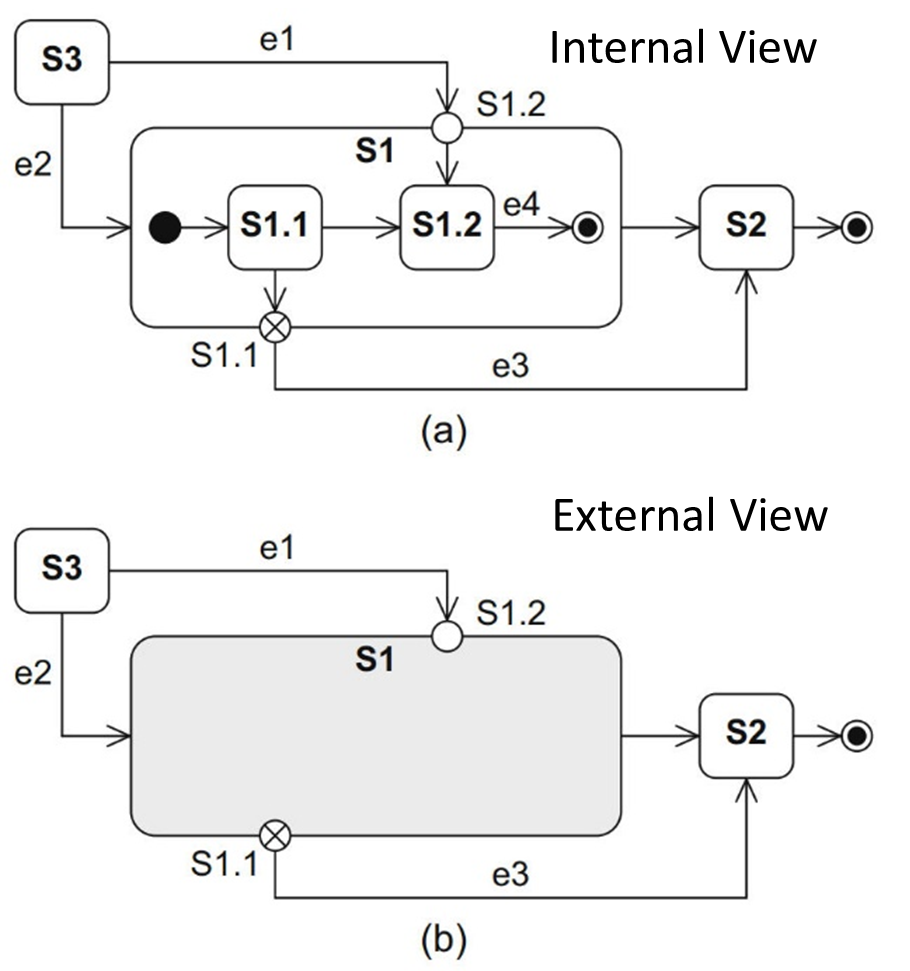 Internal View
S3
e1
S1.2
e2
S1
S1.1
S1.2
e4
S2
S1.1
e3
(a)
External View
S3
e1
S1.2
e2
S1
S2
S1.1
e3
(b)